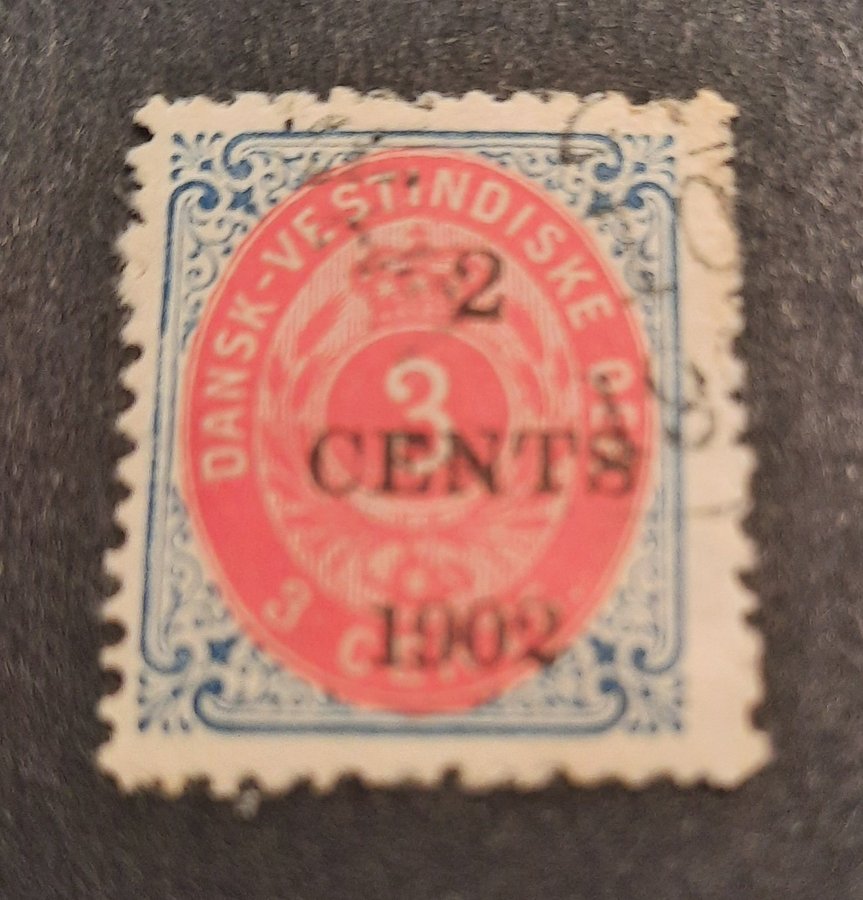 DANSK-VESTINDISKE
2
3
CENTS
3
1902